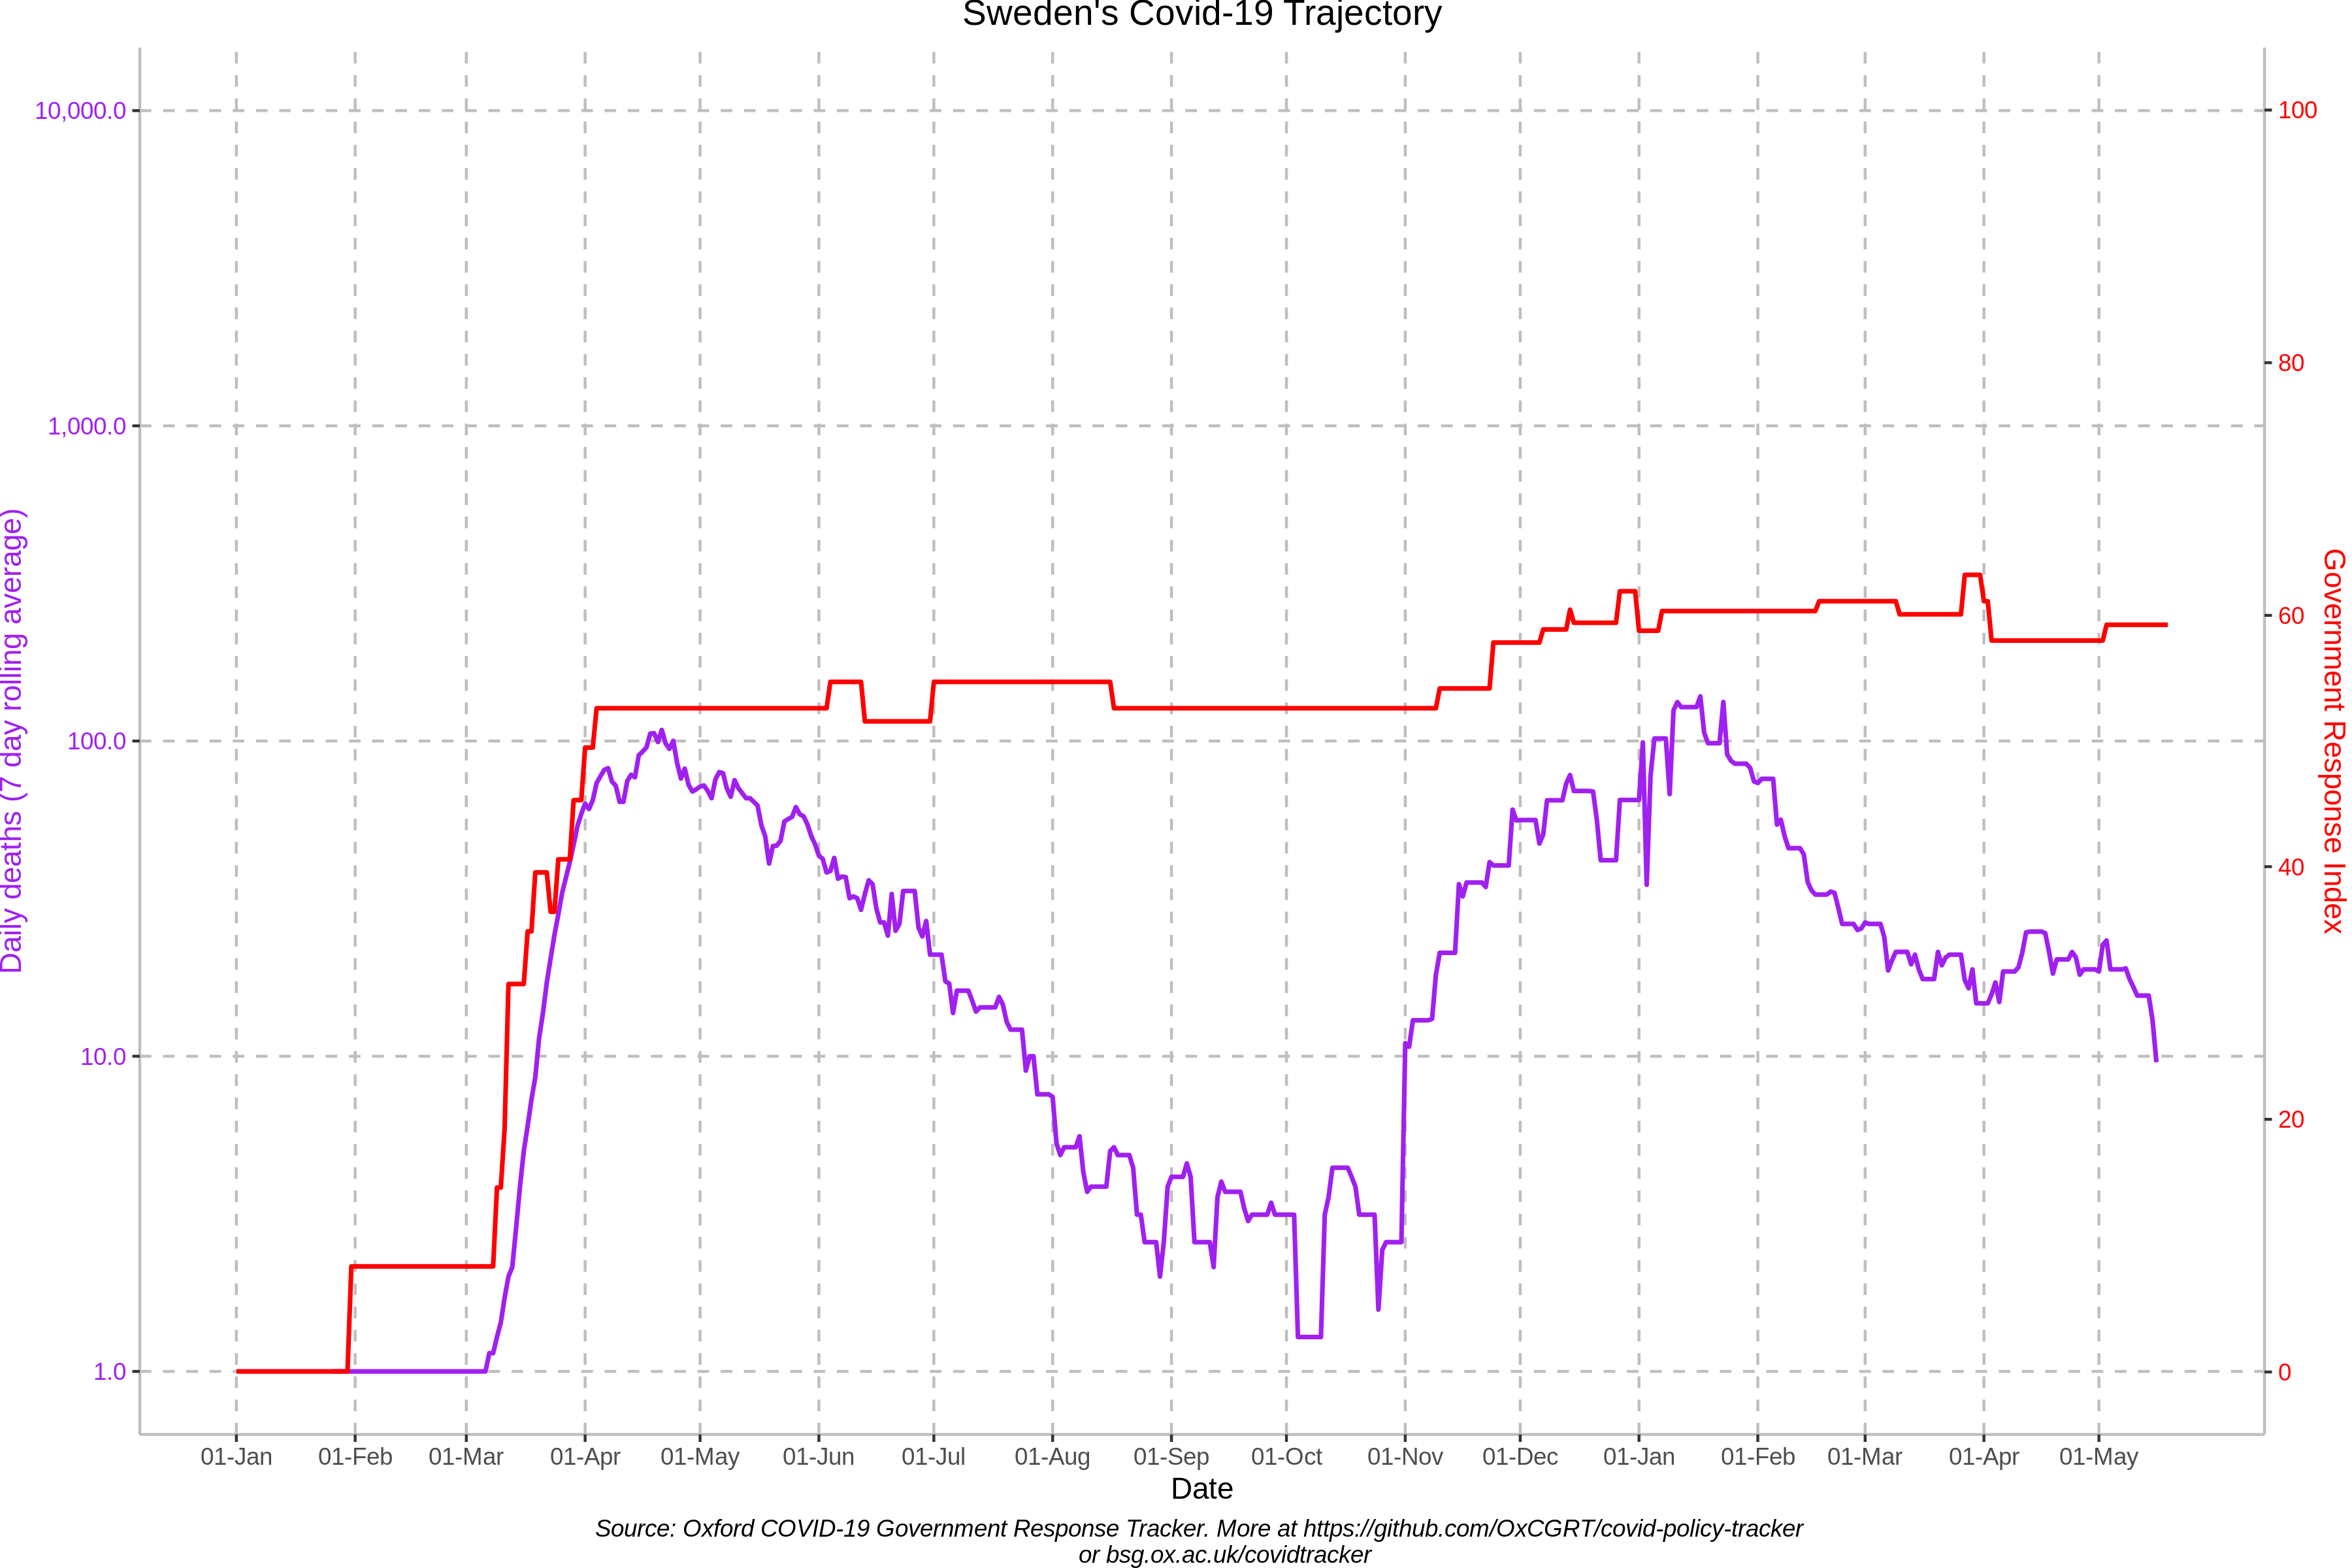 Sweden's Covid-19 Trajectory
10,000.0
1,000.0
100.0
10.0
1.0
Daily deaths (7 day rolling average)
100
80
60
40
20
0
Government Response Index
01-Jan 01-Feb 01-Mar 01-Apr 01-May 01-Jun 01-Jul 01-Aug 01-Sep 01-Oct 01-Nov 01-Dec 01-Jan 01-Feb 01-Mar 01-Apr 01-May
Date
Source: Oxford COVID-19 Government Response Tracker. More at https://github.com/OxCGRT/covid-policy-tracker
or bsg.ox.ac.uk/covidtracker